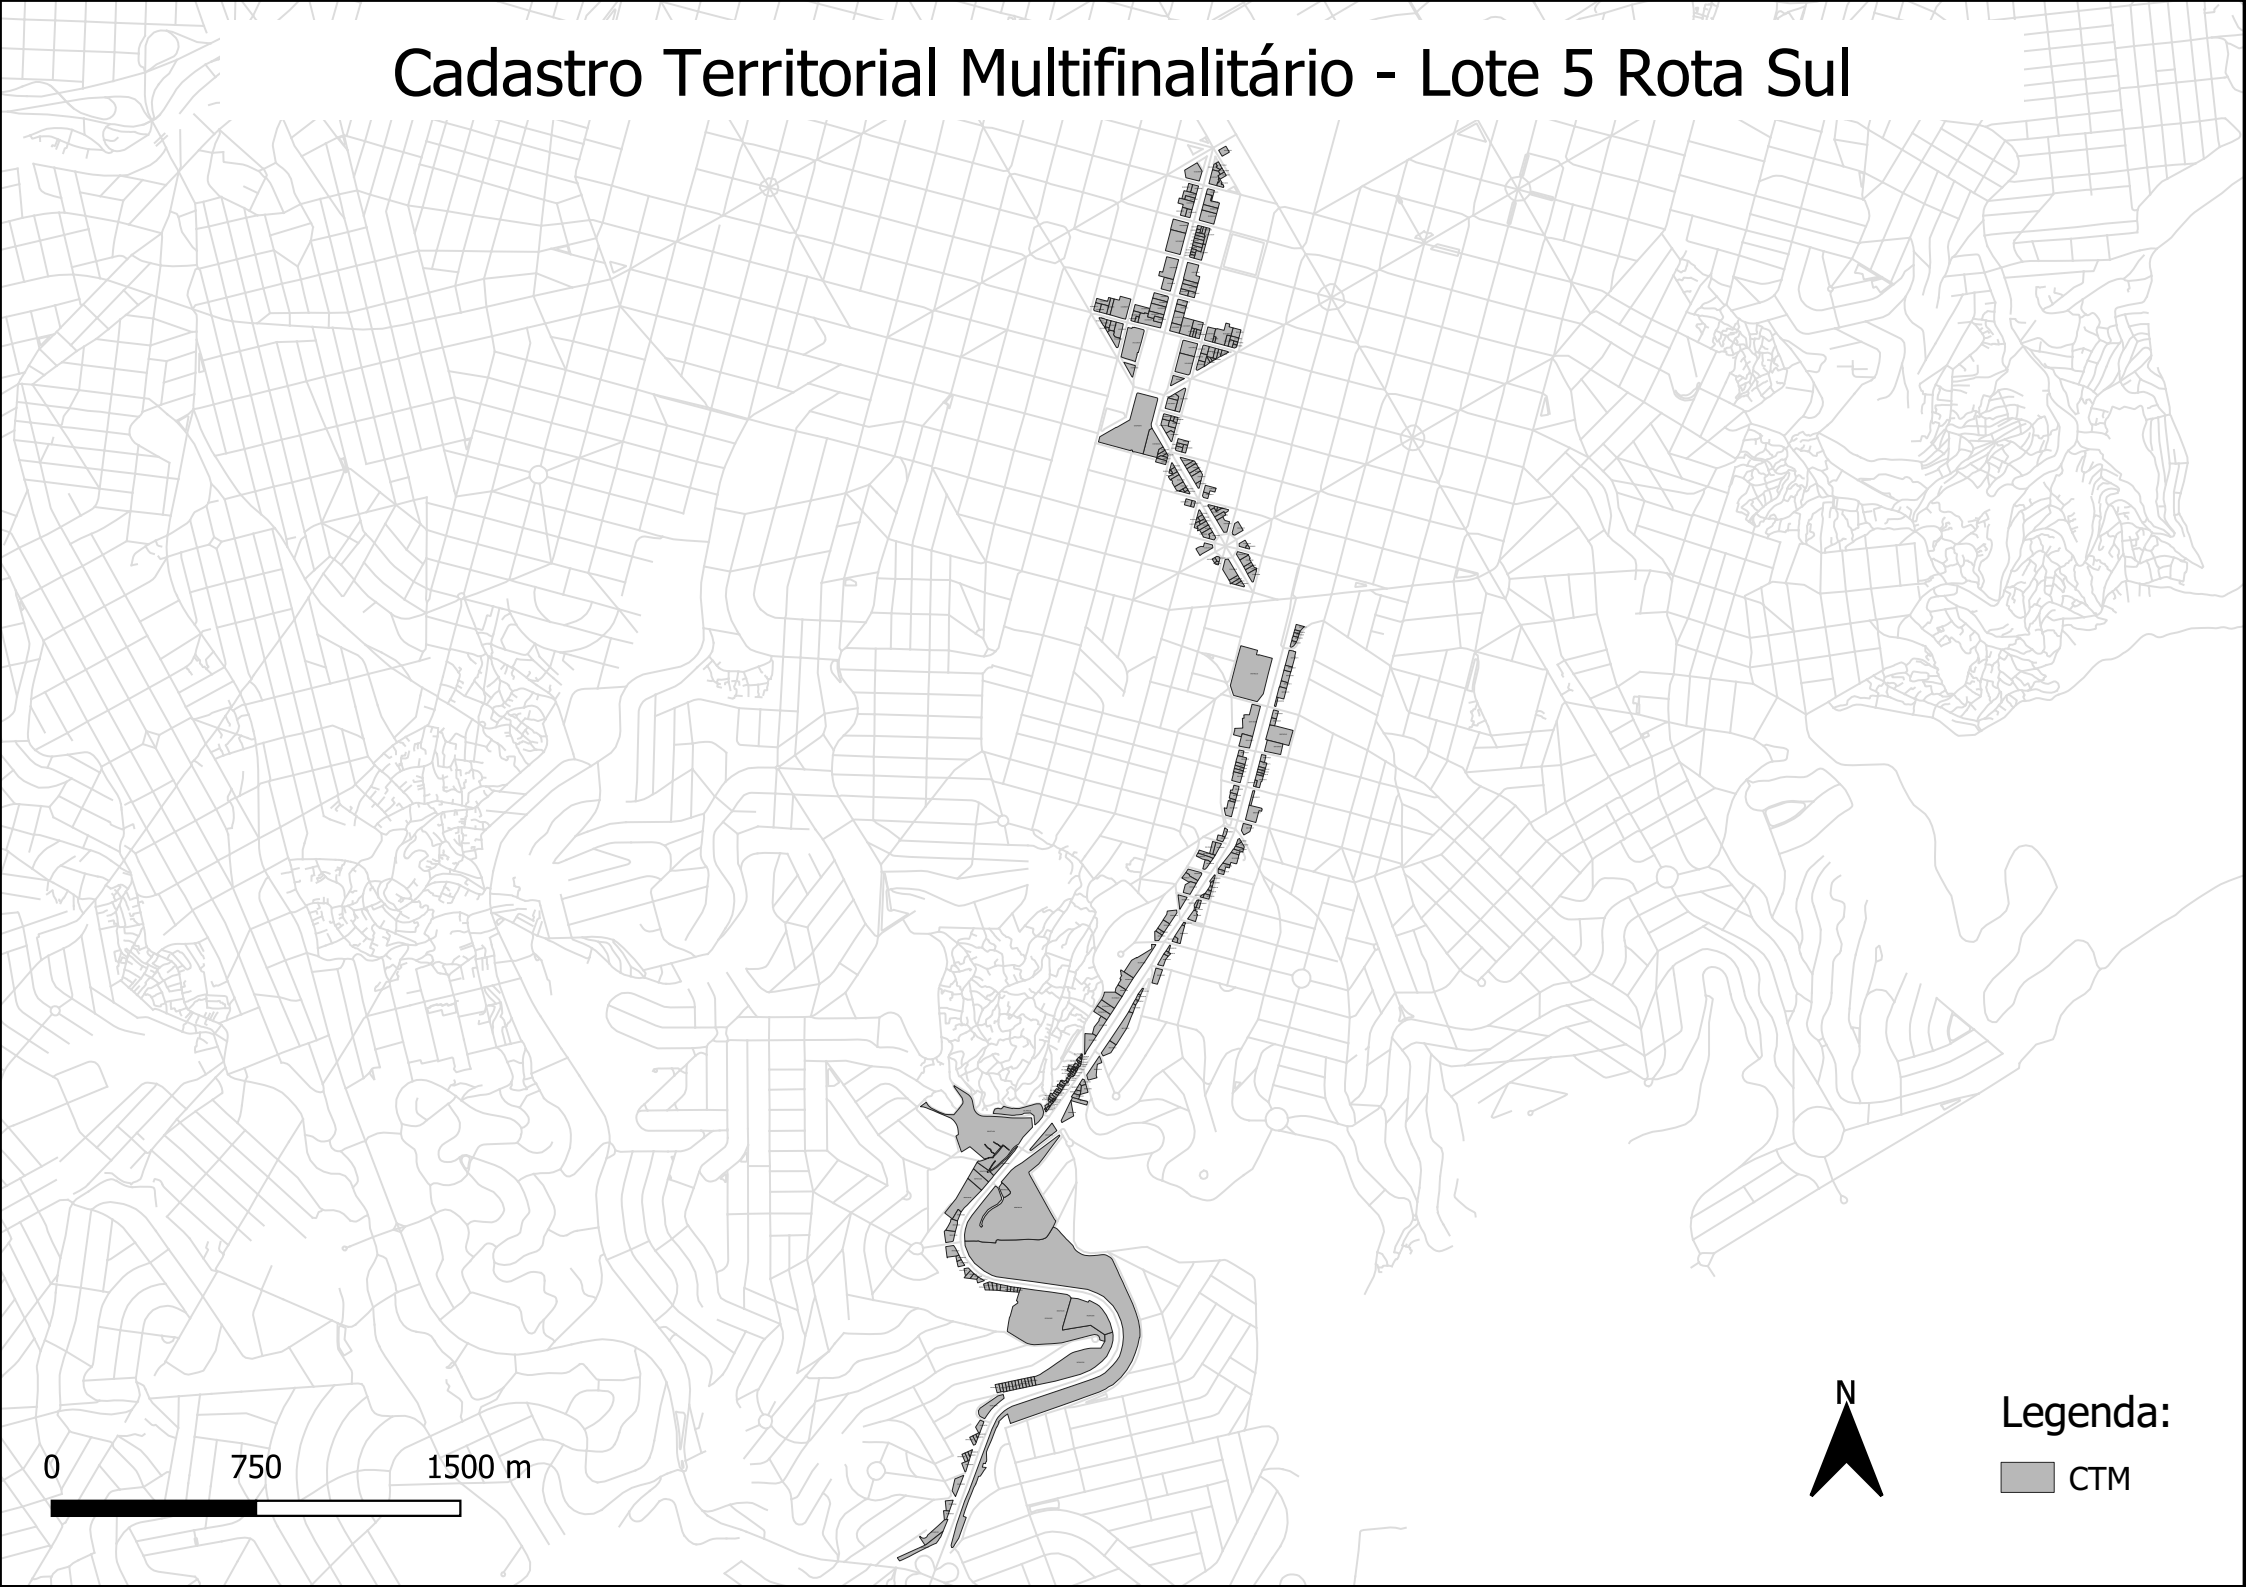 Cadastro Territorial Multifinalitário - Lote 5 Rota Sul
N
Legenda:
CTM
0 750 1500 m